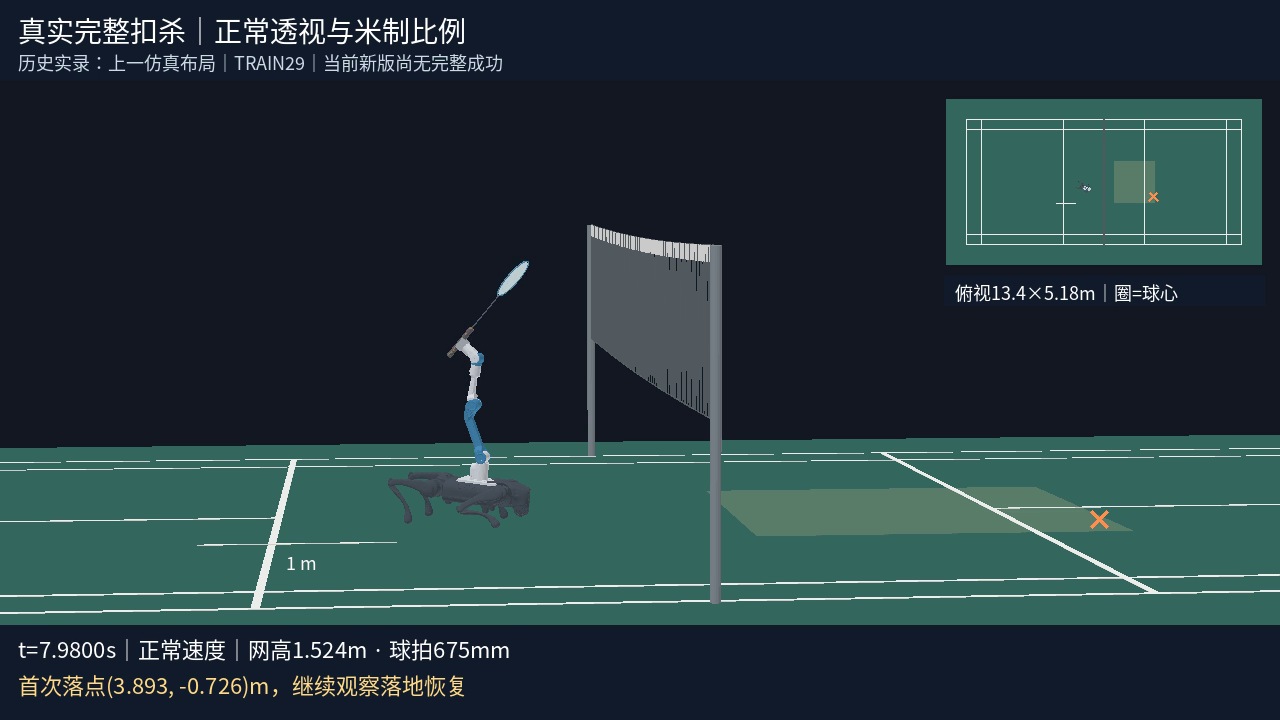 真实完整扣杀｜正常透视与米制比例
历史实录：上一仿真布局｜TRAIN29｜当前新版尚无完整成功
俯视13.4×5.18m｜圈=球心
1 m
t=7.9800s｜正常速度｜网高1.524m · 球拍675mm
首次落点(3.893, -0.726)m，继续观察落地恢复